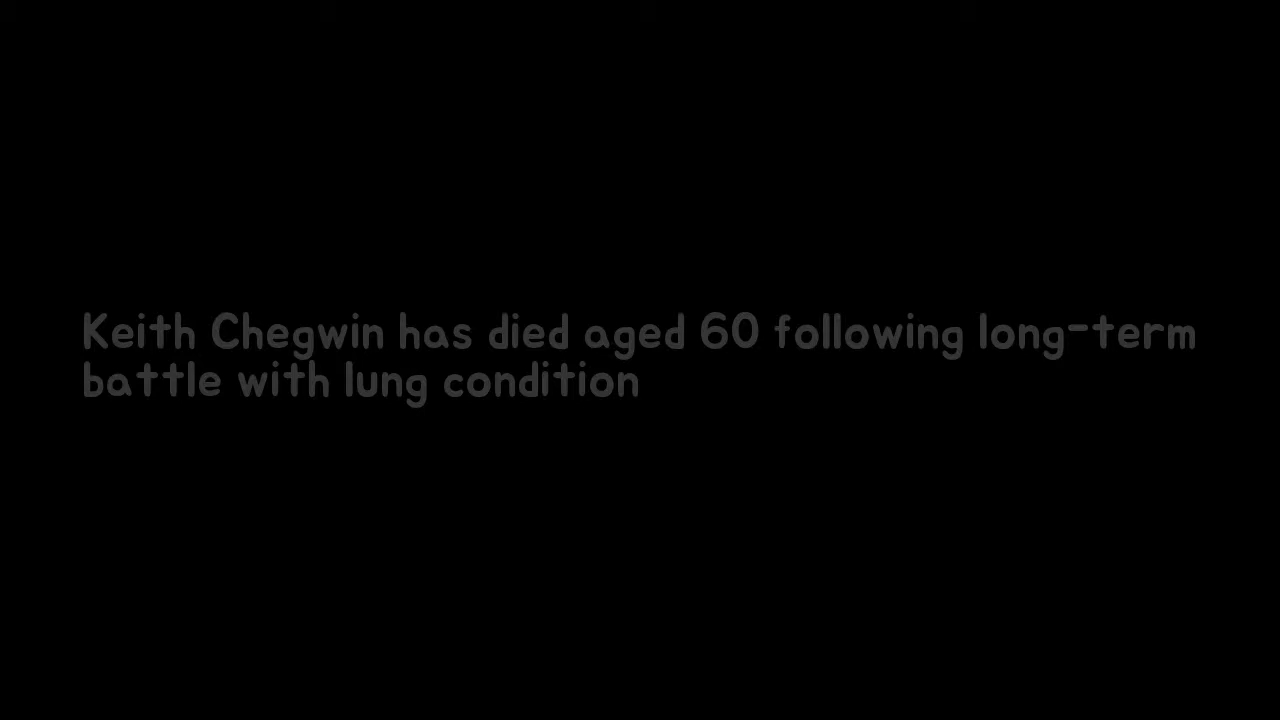 Keith Chegwin has died aged 60 following long-term
battle with lung condition